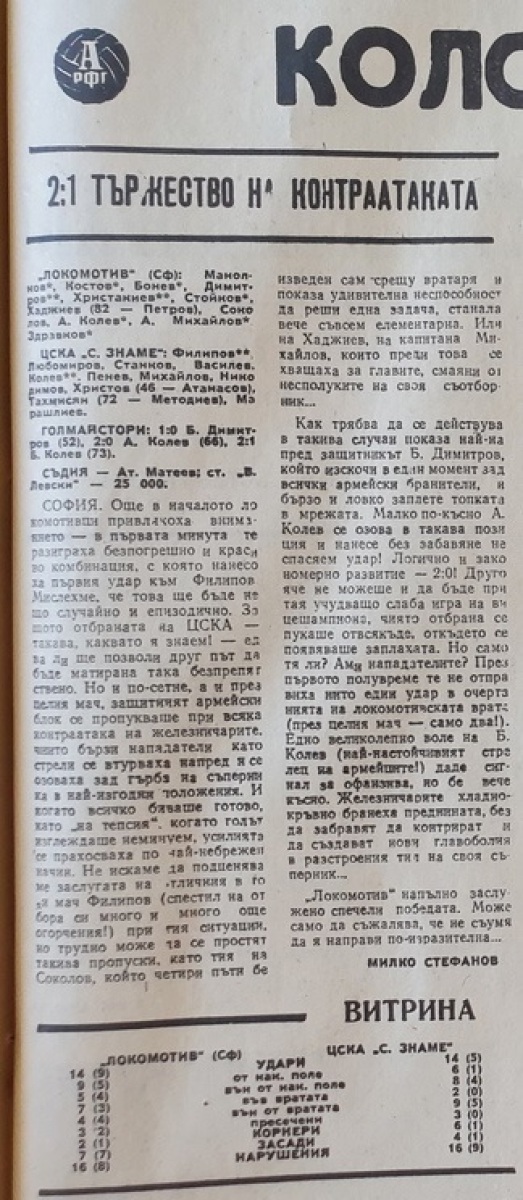 А
РФГ
КОЛО
2:1 ТЪРЖЕСТВО НА КОНТРААТАКАТА
„ЛОКОМОТИВ“ (Сф): Манол-
нов*, Костов*, Бонев*, Димит-
ров**, Христакиев**, Стойков*,
Хаджиев (82 — Петров), Соко
лов, А. Колев*, А. Михайлов*
Здравков*
ЦСКА „С. ЗНАМЕ“: Филипов**,
Любомиров, Станков, Василев,
Колев**, Пенев, Михайлов, Нико
димов, Христов (46 — Атанасов),
Тахмисян (72 — Методиев), Ма
рашлиев.
ГОЛМАЙСТОРИ: 1:0 Б. Димит-
ров (52), 2:0 А. Колев (66), 2:1
Б. Колев (73).
СЪДИЯ — Ат. Матеев; ст. „В.
Левски“ — 25 000.
СОФИЯ. Още в началото ло
комотивци привлякоха внима-
нието — в първата минута те
разиграха безпогрешно и краси
во комбинация, с която нанесо
ха първия удар към Филипов
Мислехме, че това ще бъде не
що случайно и епизодично. За
щото отбраната на ЦСКА —
такава, каквато я знаем! — ед
ва ли ще позволи друг път да
бъде матирана така безпрепят
ствено. Но и по-сетне, а и през
целия мач, защитният армейски
блок се пропукваше при всяка
контраатака на железничарите,
чиито бързи нападатели като
стрели се втурваха напред и се
озоваха зад гърба на съперни
ка в най-изгодни положения. И
когато всичко биваше готово,
като „на тепсия“, когато голът
изглеждаше неминуем, усилията
се прахосваха по най-небрежен
начин. Не искаме да подценява
ме заслугата на отличния в то
зи мач Филипов (спестил на от
бора си много и много още
огорчения!) при тия ситуации,
но трудно може да се простят
такива пропуски, като тия на
Соколов, който четири пъти бе
изведен сам срещу вратаря и
показа удивителна неспособност
да реши една задача, станала
вече съвсем елементарна. Или
на Хаджиев, на капитана Ми-
хайлов, които преди това се
хващаха за главите, смаяни от
несполуките на своя съотбор-
ник...
Как трябва да се действува
в такива случаи показа най-на
пред защитникът Б. Димитров,
който изскочи в един момент зад
всички армейски бранители, и
бързо и ловко заплете топката
в мрежата. Малко по-късно А.
Колев се озова в такава пози
ция и нанесе без забавяне не
спасяем удар! Логично и зако
номерно развитие — 2:0! Друго
яче не можеше и да бъде при
тая учудващо слаба игра на ви
цешампиона, чиято отбрана се
пукаше отвсякъде, откъдето се
появяваше заплахата. Но само
тя ли? Ами нападателите? През
първото полувреме те не отпра
виха нито един удар в очерта
нията на локомотивската врата
(през целия мач — само два!).
Едно великолепно воле на Б.
Колев (най-настойчивият стре
лец на армейците!) даде сиг-
нал за офанзива, но бе вече
късно. Железничарите хладно-
кръвно бранеха преднината, без
да забравят да контрират и
да създават нови главоболия
в разстроения тил на своя съ-
перник...
„Локомотив“ напълно заслу
жено спечели победата. Може
само да съжалява, че не съумя
да я направи по-изразителна...
МИЛКО СТЕФАНОВ
ВИТРИНА
„ЛОКОМОТИВ“ (Сф) ЦСКА „С. ЗНАМЕ“
14 (9) УДАРИ 14 (5)
9 (5) от нак. поле 6 (1)
5 (4) вън от нак. поле 8 (4)
7 (3) във вратата 2 (0)
4 (4) вън от вратата 9 (5)
3 (2) пресечени 3 (0)
2 (1) КОРНЕРИ 6 (1)
7 (7) ЗАСАДИ 4 (1)
16 (8) НАРУШЕНИЯ 16 (9)